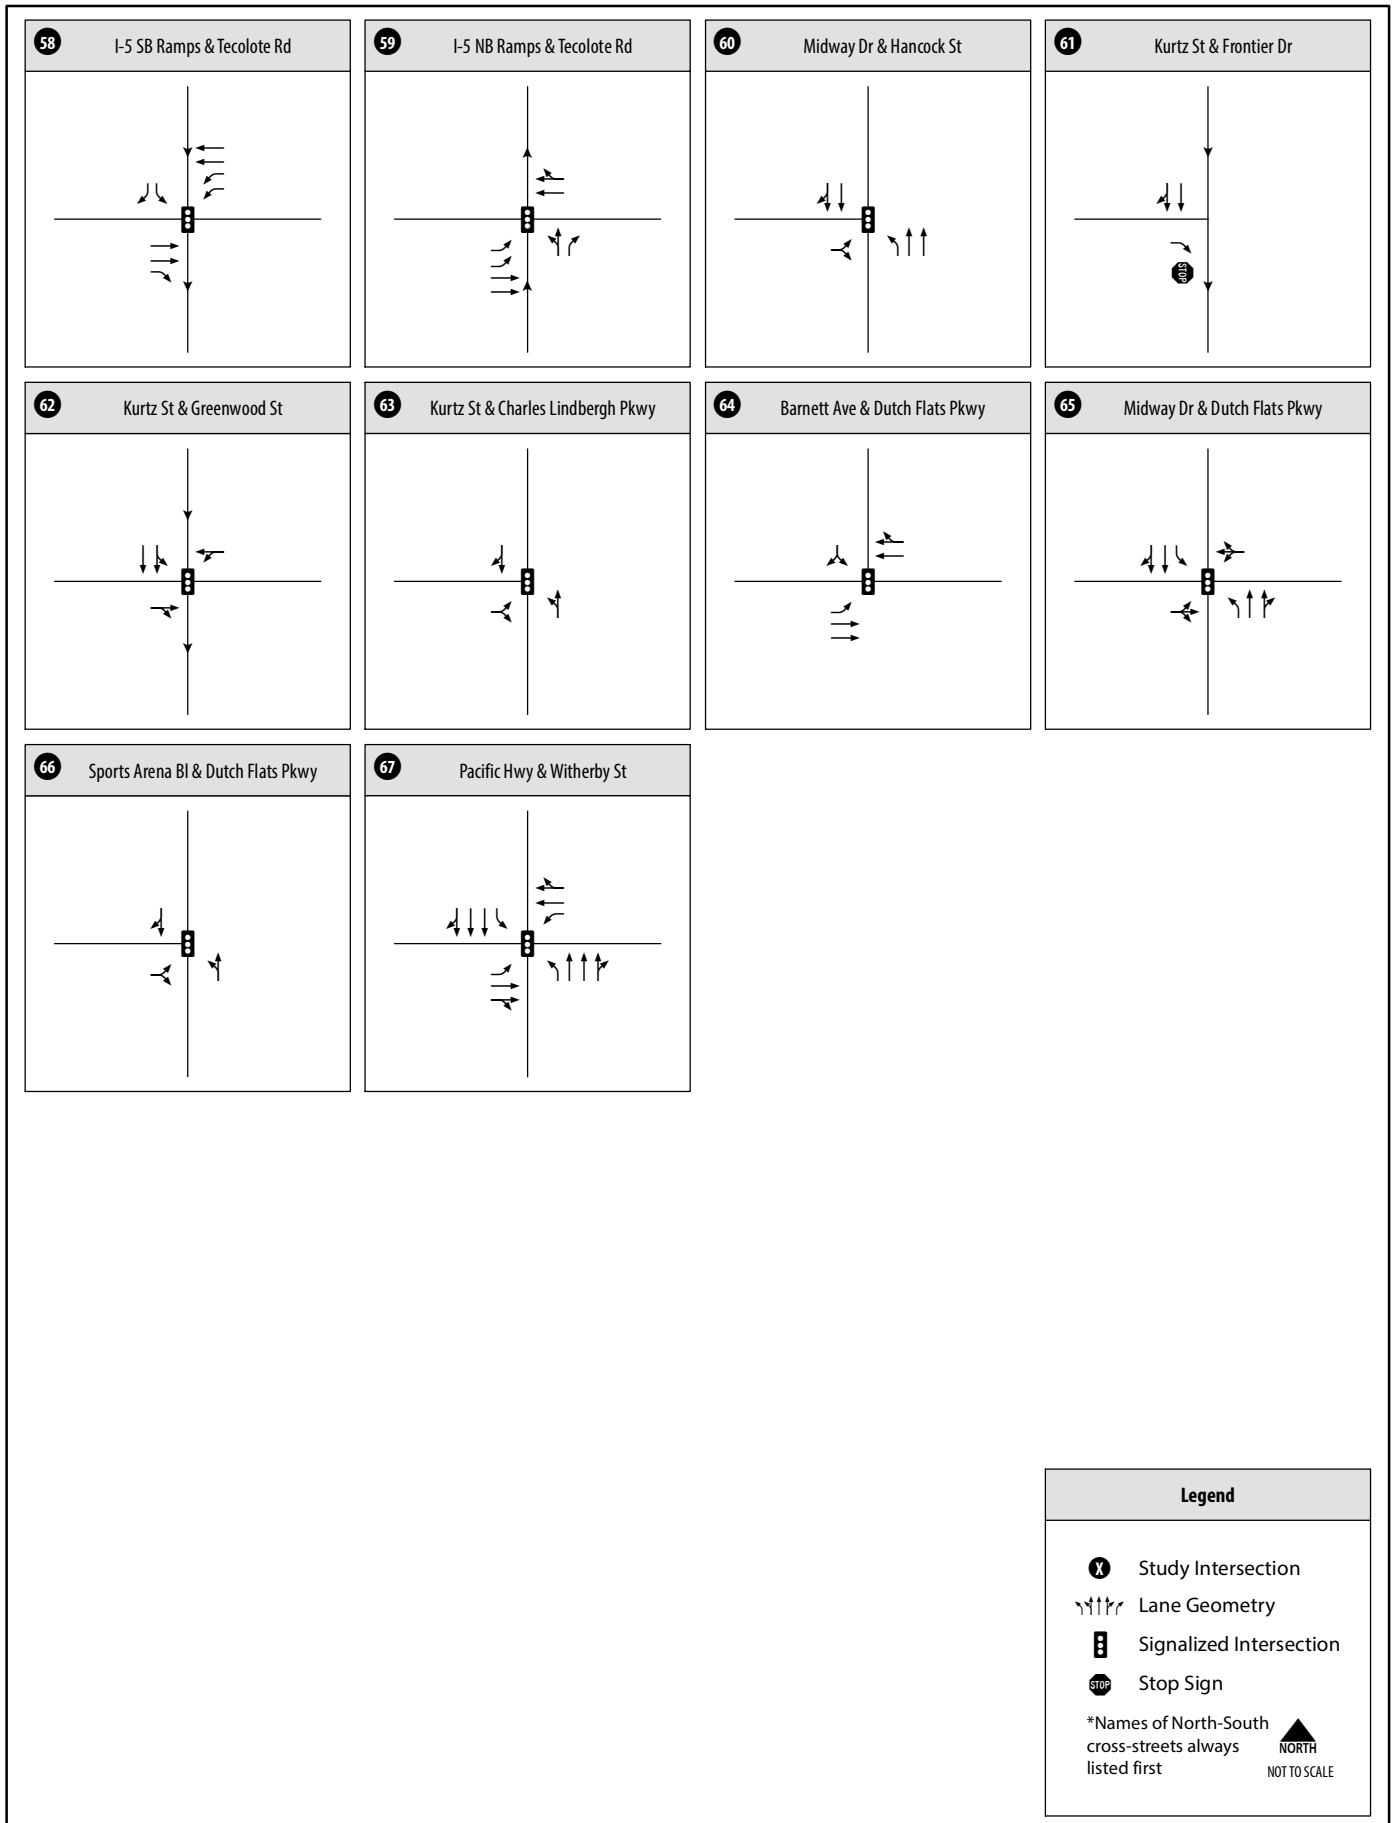 58 I-5 SB Ramps & Tecolote Rd
59 I-5 NB Ramps & Tecolote Rd
60 Midway Dr & Hancock St
61 Kurtz St & Frontier Dr
STOP
62 Kurtz St & Greenwood St
63 Kurtz St & Charles Lindbergh Pkwy
64 Barnett Ave & Dutch Flats Pkwy
65 Midway Dr & Dutch Flats Pkwy
66 Sports Arena Bl & Dutch Flats Pkwy
67 Pacific Hwy & Witherby St
Legend
X Study Intersection
Lane Geometry
Signalized Intersection
STOP Stop Sign
*Names of North-South
cross-streets always
listed first
NORTH
NOT TO SCALE